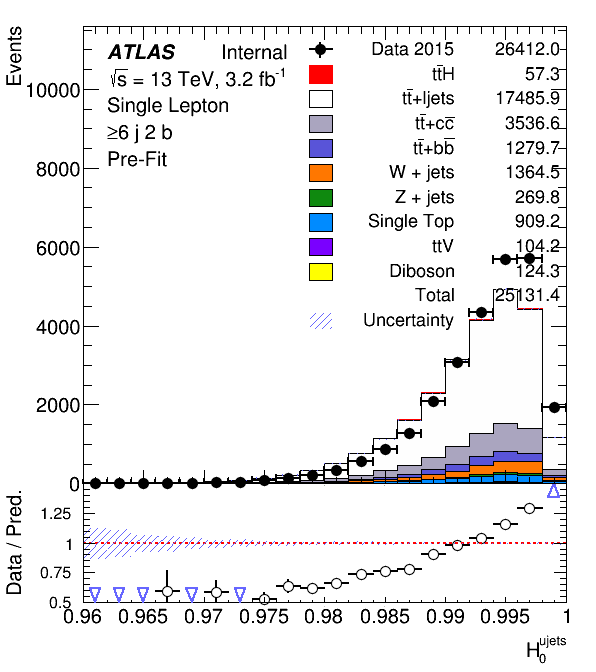 Events
ATLAS Internal
√s = 13 TeV, 3.2 fb⁻¹
Single Lepton
≥6 j 2 b
Pre-Fit
Data 2015 26412.0
tt̄H 57.3
tt̄+ljets 17485.9
tt̄+cc̄ 3536.6
tt̄+bb̄ 1279.7
W + jets 1364.5
Z + jets 269.8
Single Top 909.2
ttV 104.2
Diboson 124.3
Total 25131.4
Uncertainty
10000
8000
6000
4000
2000
0
Data / Pred.
1.25
1
0.75
0.5
0.96 0.965 0.97 0.975 0.98 0.985 0.99 0.995 1
H₀ᵘʲᵉᵗˢ